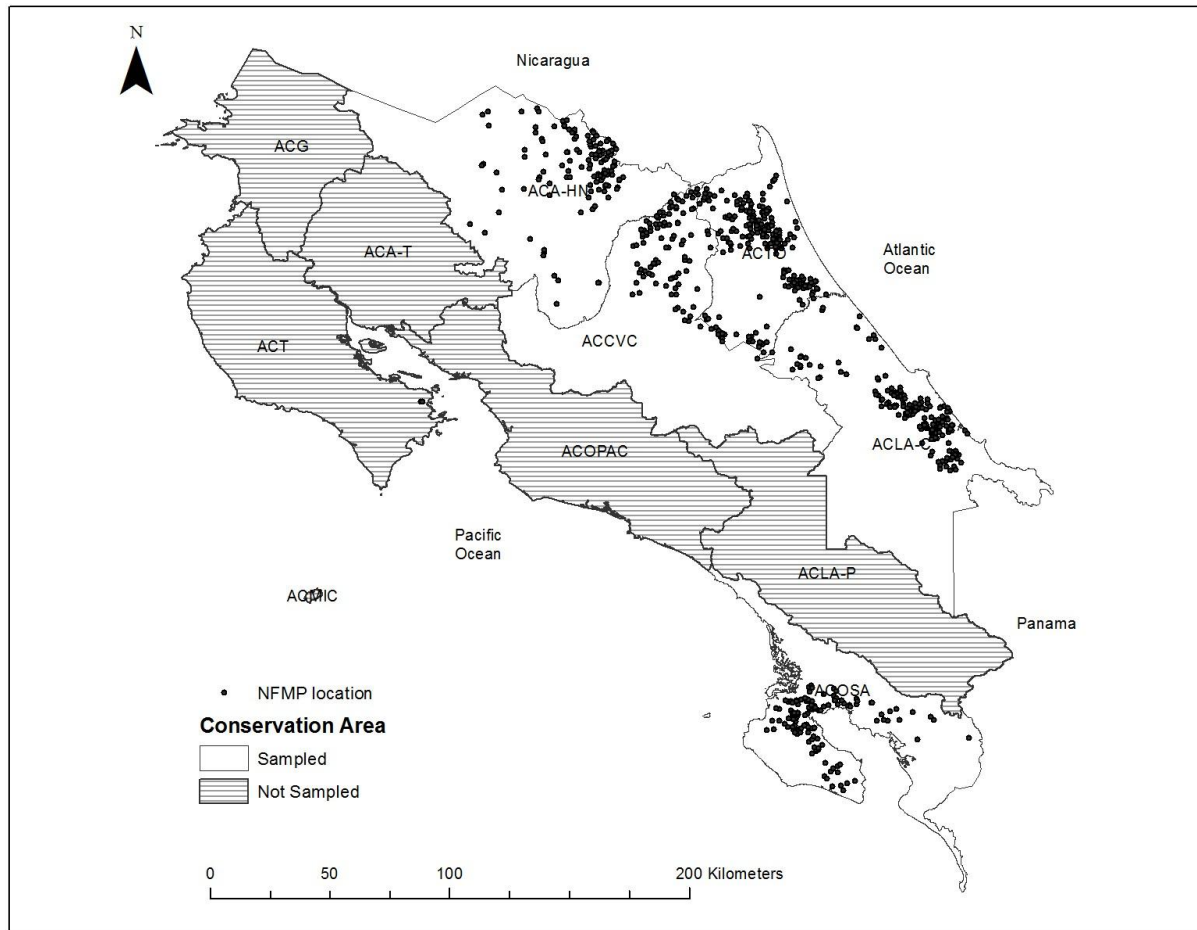 N
Nicaragua
ACG
ACA-HN
ACA-T
ACTO
Atlantic
Ocean
ACT
ACCVC
ACOPAC
ACLA-C
Pacific
Ocean
ACLA-P
ACMIC
Panama
ACOSA
NFMP location
Conservation Area
Sampled
Not Sampled
0 50 100 200 Kilometers